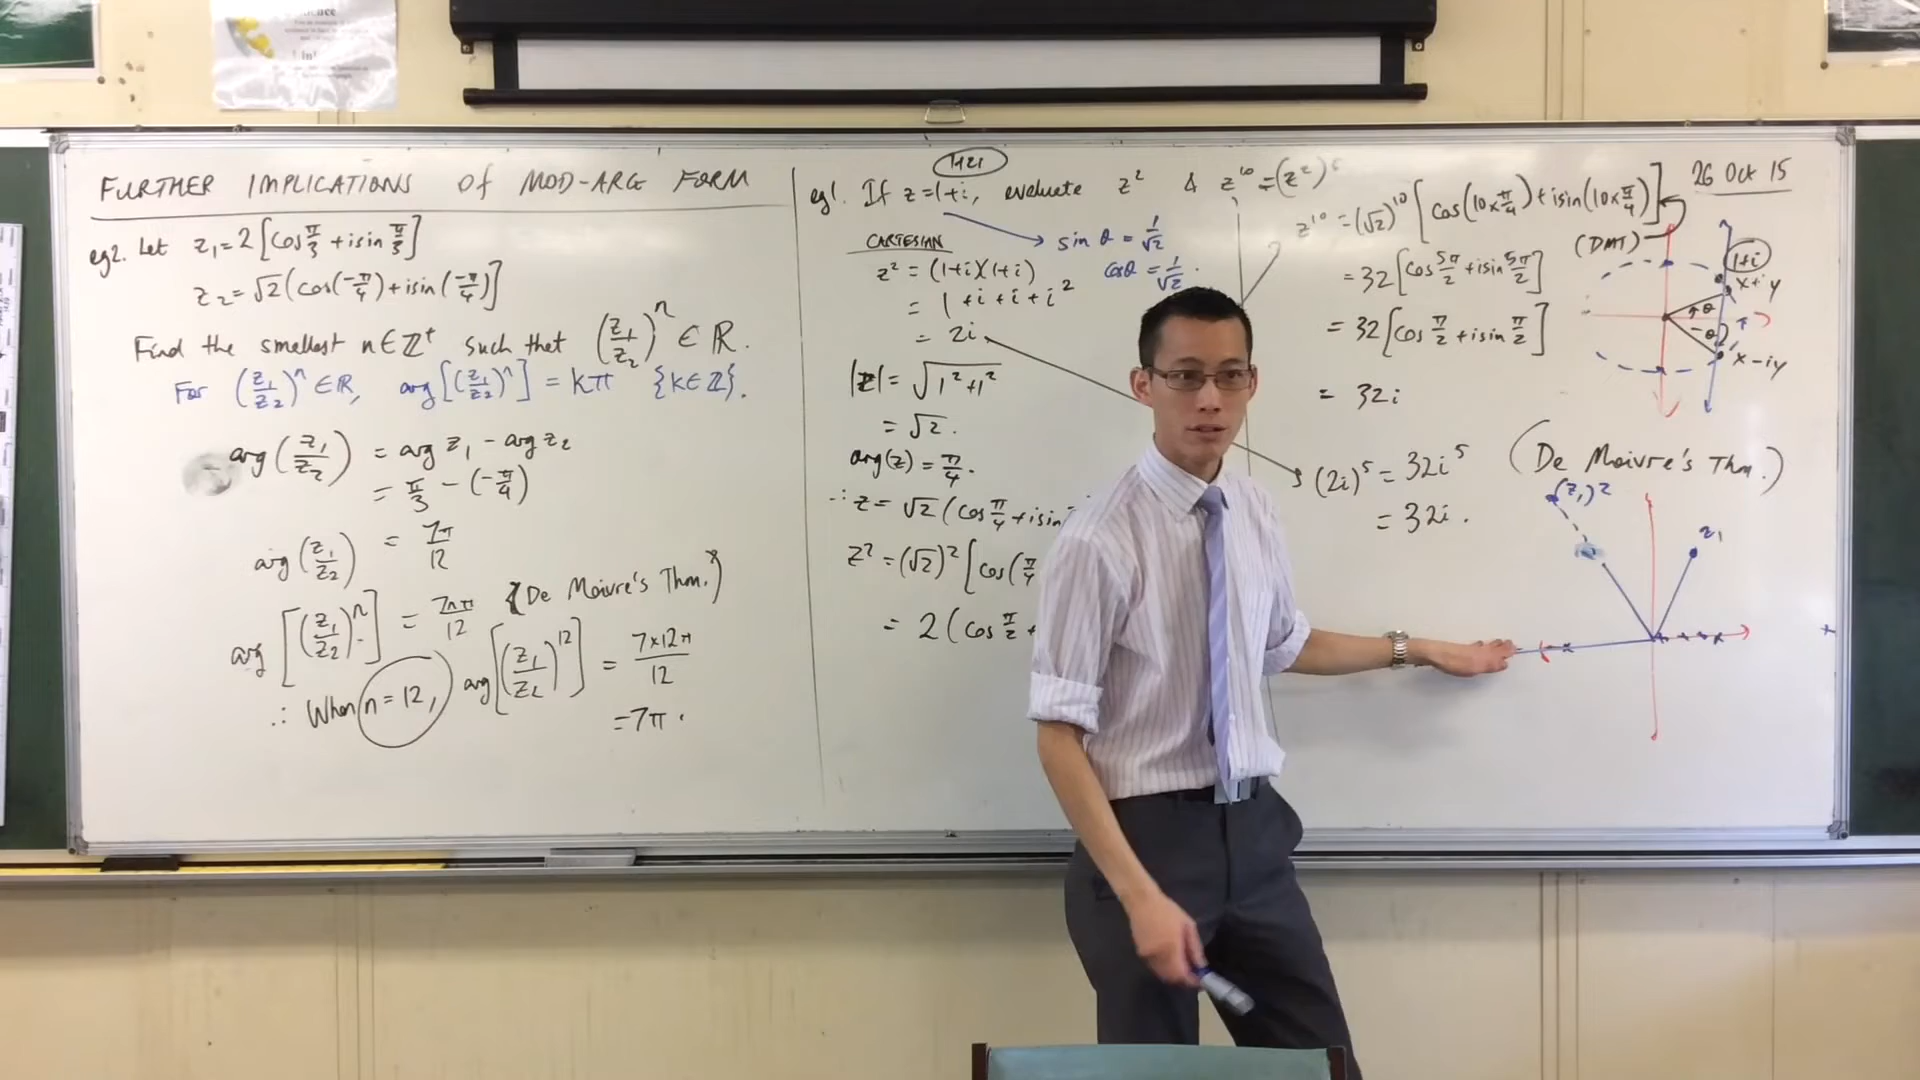 FURTHER IMPLICATIONS of MOD-ARG FORM
eg2. Let z₁=2[cos π/3 + i sin π/3]
z₂=√2(cos(-π/4)+isin(-π/4)]
Find the smallest n∈ℤ⁺ such that (z₁/z₂)ⁿ ∈ ℝ.
For (z₁/z₂)ⁿ∈ℝ, arg[(z₁/z₂)ⁿ] = kπ {k∈ℤ}.
arg(z₁/z₂) = arg z₁ - arg z₂
= π/3 - (-π/4)
arg(z₁/z₂) = 7π/12
arg[(z₁/z₂)ⁿ] = 7nπ/12 (De Moivre's Thm.)
∴ When n=12, arg[(z₁/z₂)¹²] = 7×12π/12
=7π.
1121
eg1. If z=1+i, evaluate z² & z¹⁰=(z²)⁵
CARTESIAN
z² = (1+i)(1+i)
= 1+i+i+i²
= 2i
sin θ = 1/√2
cosθ = 1/√2.
|z|= √1²+1²
= √2.
arg(z) = π/4.
∴ z= √2(cos π/4 + isin
z² = (√2)²[cos(π/4
= 2(cos π/2 +
26 Oct 15
z¹⁰ = (√2)¹⁰[cos(10×π/4)+isin(10×π/4)]
(DMT)
= 32[cos 5π/2 + isin 5π/2]
= 32[cos π/2 + isin π/2]
= 32i
(2i)⁵ = 32i⁵
= 32i.
1+i
x+iy
θ
-θ
x-iy
(De Moivre's Thm.)
(z₁)²
z₁